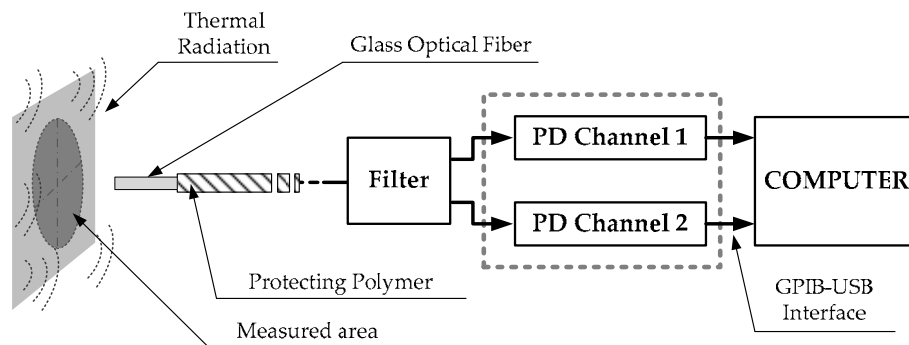 Thermal
Radiation
Glass Optical Fiber
PD Channel 1
Filter
COMPUTER
PD Channel 2
Protecting Polymer
GPIB-USB
Interface
Measured area